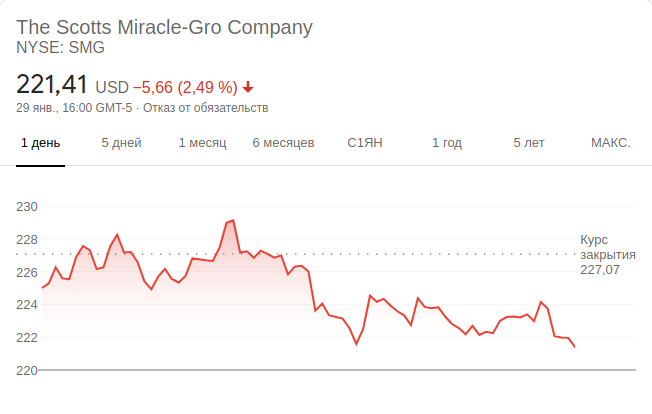 The Scotts Miracle-Gro Company
NYSE: SMG
221,41 USD −5,66 (2,49 %)
29 янв., 16:00 GMT-5 · Отказ от обязательств
1 день 5 дней 1 месяц 6 месяцев С1ЯН 1 год 5 лет МАКС.
230
228
Курс
закрытия
227,07
226
224
222
220